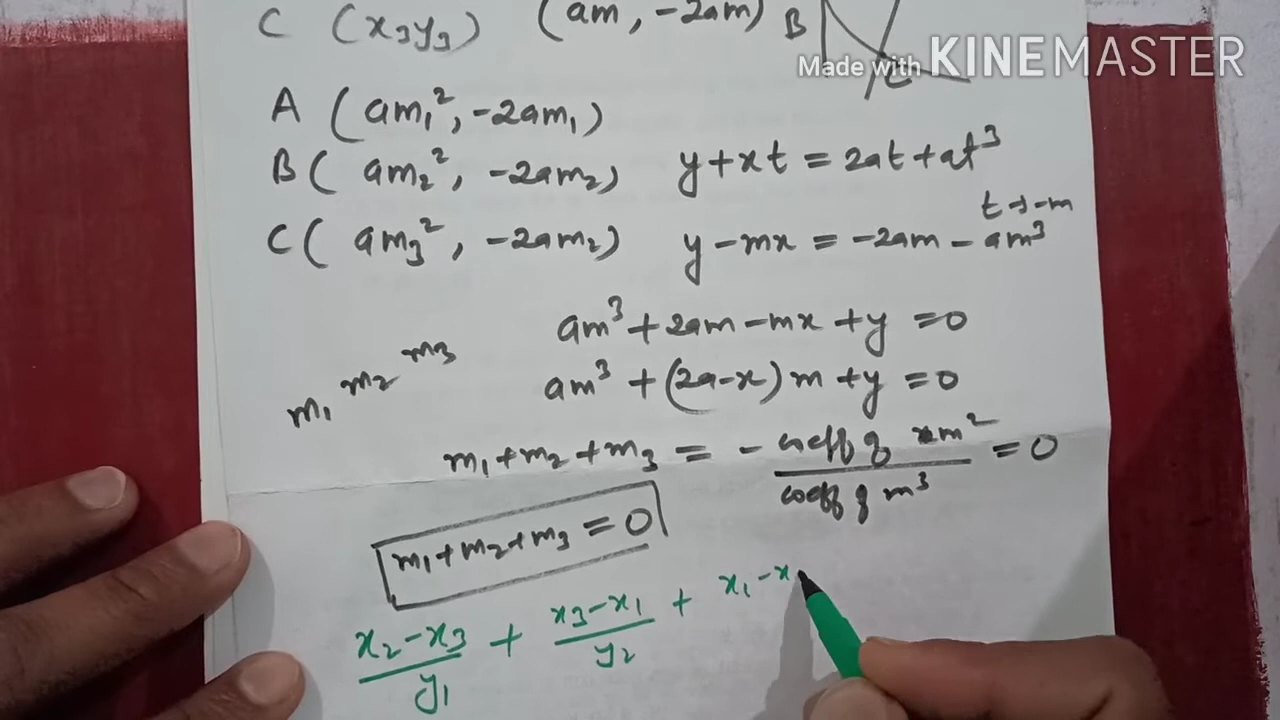 C (x3y3) (am, -2am) B
Made with KINEMASTER
C
A (am1², -2am1)
B( am2², -2am2) y+xt = 2at+at³
t→-m
C( am3², -2am2) y-mx = -2am - am³
am³+2am-mx+y =0
m1 m2 m3 am³+(2a-x)m+y =0
m1+m2+m3 = - coeff of xm² / coeff of m³ = 0
m1+m2+m3 = 0
x2-x3 / y1 + x3-x1 / y2 + x1-x